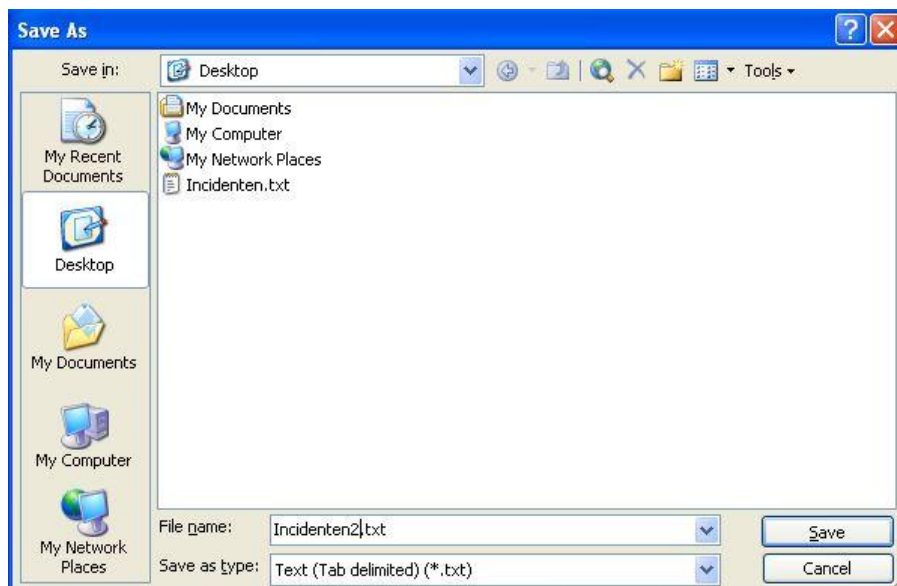 Save As
Save in:
Desktop
Tools
My Recent
Documents
Desktop
My Documents
My Computer
My Network
Places
My Documents
My Computer
My Network Places
Incidenten.txt
File name:
Incidenten2.txt
Save
Save as type:
Text (Tab delimited) (*.txt)
Cancel